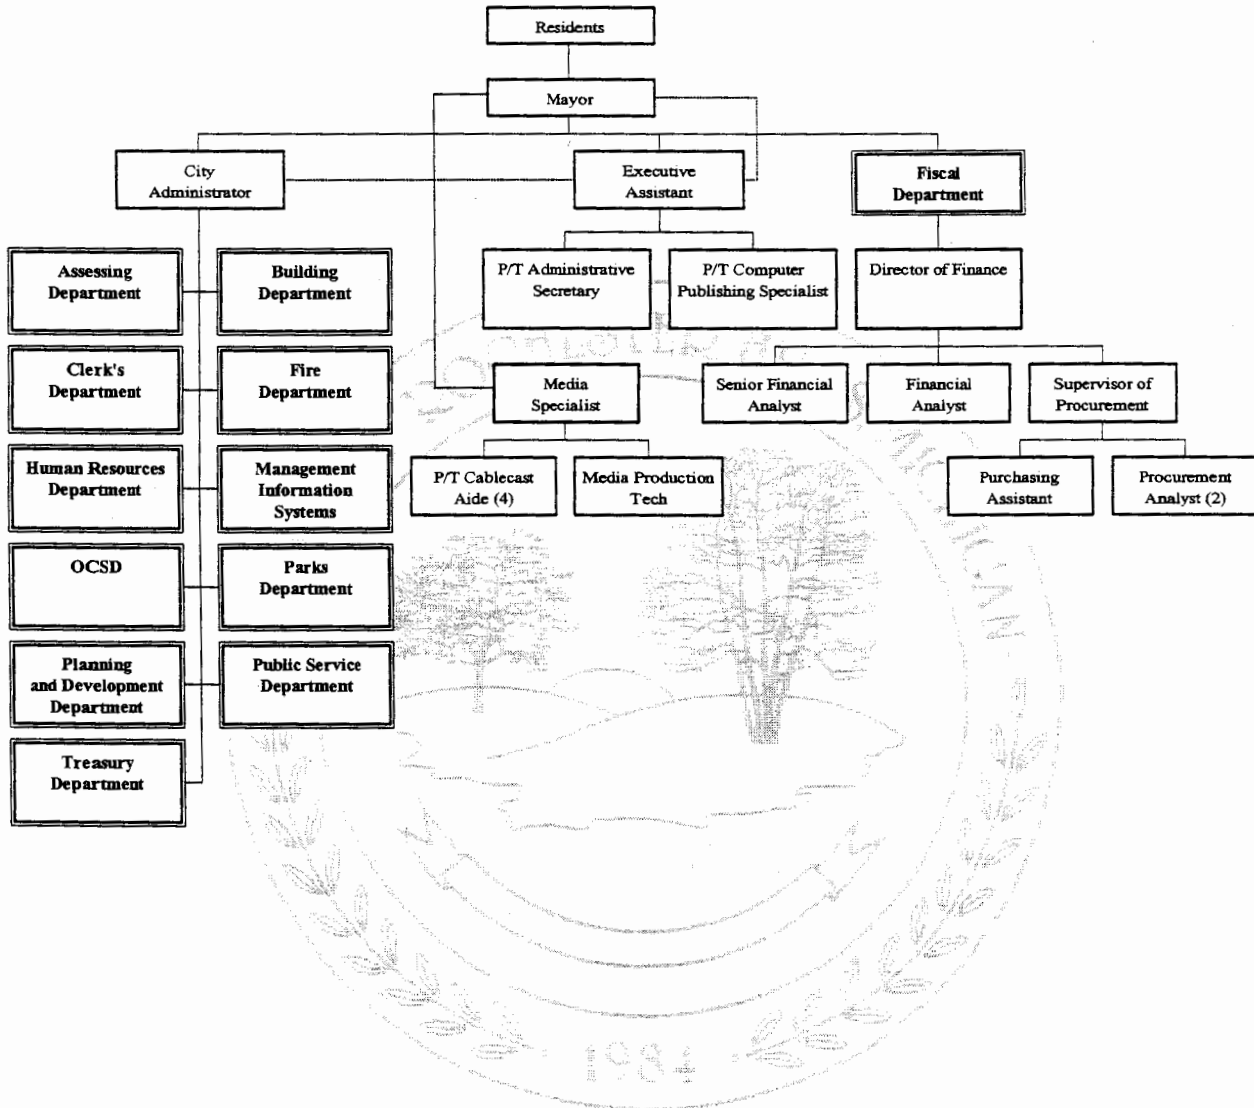 Residents
Mayor
City
Administrator
Executive
Assistant
Fiscal
Department
Assessing
Department
Building
Department
P/T Administrative
Secretary
P/T Computer
Publishing Specialist
Director of Finance
Clerk's
Department
Fire
Department
Media
Specialist
Senior Financial
Analyst
Financial
Analyst
Supervisor of
Procurement
Human Resources
Department
Management
Information
Systems
P/T Cablecast
Aide (4)
Media Production
Tech
Purchasing
Assistant
Procurement
Analyst (2)
OCSD
Parks
Department
Planning
and Development
Department
Public Service
Department
Treasury
Department
1984